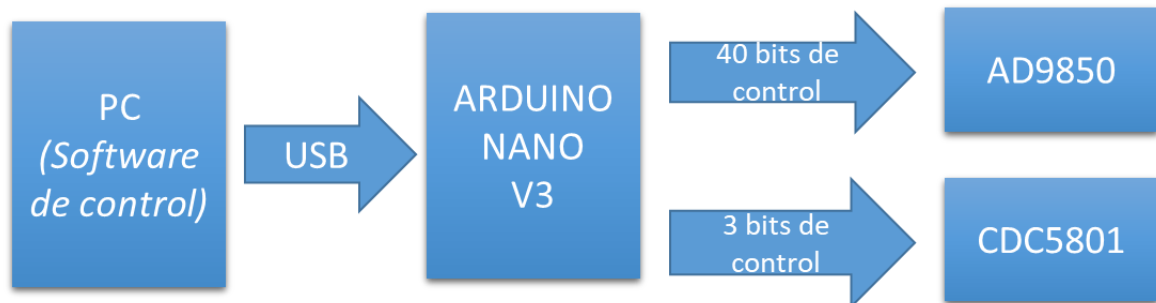 PC
(Software
de control)
USB
ARDUINO
NANO
V3
40 bits de
control
AD9850
3 bits de
control
CDC5801